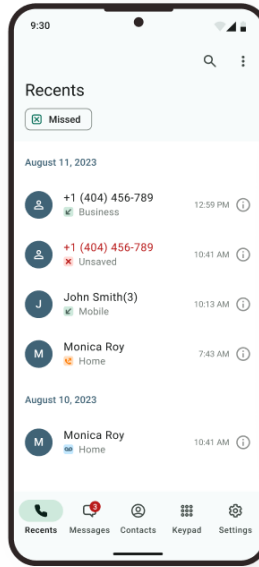 9:30
Recents
Missed
August 11, 2023
+1 (404) 456-789
Business
12:59 PM
+1 (404) 456-789
Unsaved
10:41 AM
J
John Smith(3)
Mobile
10:13 AM
M
Monica Roy
Home
7:43 AM
August 10, 2023
M
Monica Roy
Home
10:41 AM
3
Recents Messages Contacts Keypad Settings